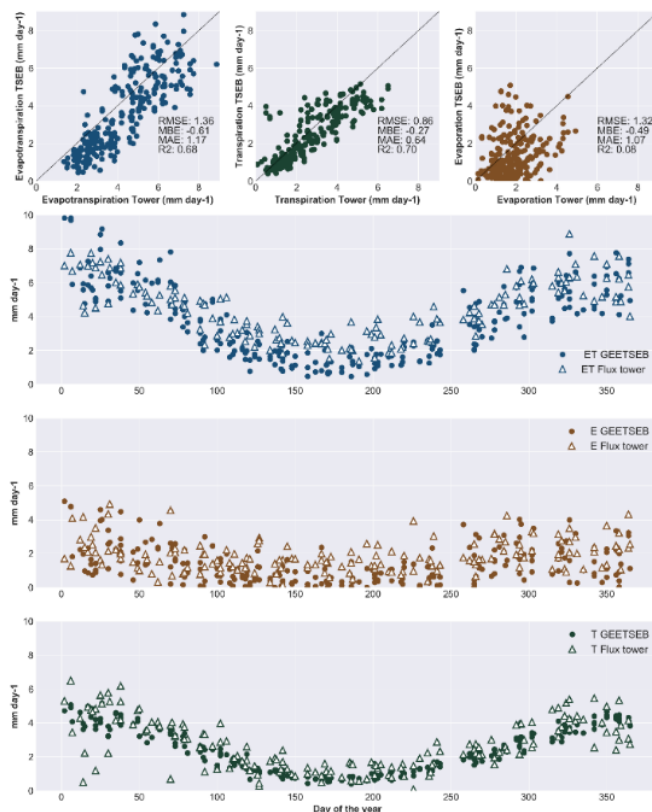 Evapotranspiration TSEB (mm day-1)
8
6
4
2
0
RMSE: 1.36
MBE: -0.61
MAE: 1.17
R2: 0.68
0 2 4 6 8
Evapotranspiration Tower (mm day-1)
Transpiration TSEB (mm day-1)
8
6
4
2
0
RMSE: 0.86
MBE: -0.27
MAE: 0.64
R2: 0.70
0 2 4 6 8
Transpiration Tower (mm day-1)
Evaporation TSEB (mm day-1)
8
6
4
2
0
RMSE: 1.32
MBE: -0.49
MAE: 1.07
R2: 0.08
0 2 4 6 8
Evaporation Tower (mm day-1)
mm day-1
10
8
6
4
2
0
ET GEETSEB
ET Flux tower
0 50 100 150 200 250 300 350
mm day-1
10
8
6
4
2
0
E GEETSEB
E Flux tower
0 50 100 150 200 250 300 350
mm day-1
10
8
6
4
2
0
T GEETSEB
T Flux tower
0 50 100 150 200 250 300 350
Day of the year